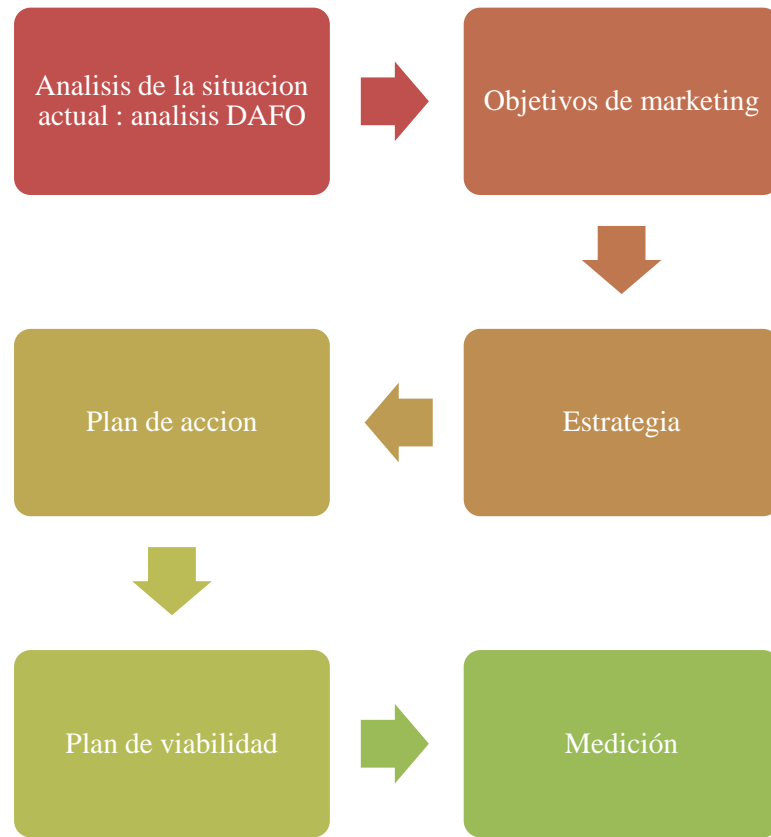 Analisis de la situacion
actual : analisis DAFO
Objetivos de marketing
Estrategia
Plan de accion
Plan de viabilidad
Medición